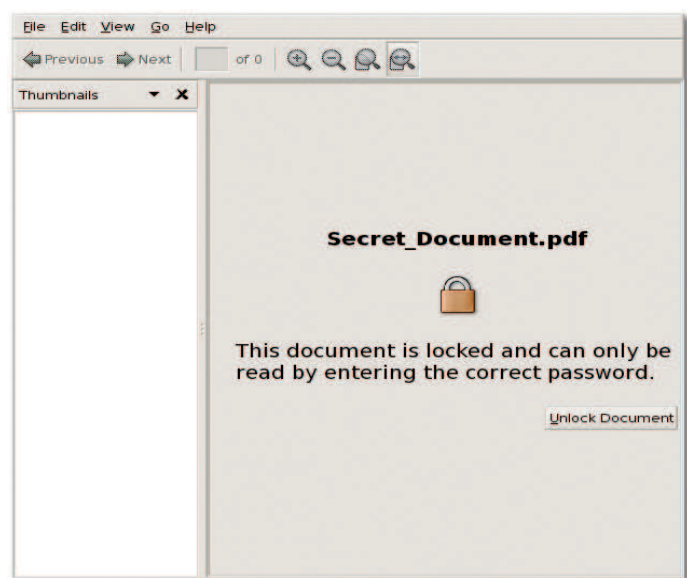 File Edit View Go Help
Previous Next of 0
Thumbnails
Secret_Document.pdf
This document is locked and can only be
read by entering the correct password.
Unlock Document